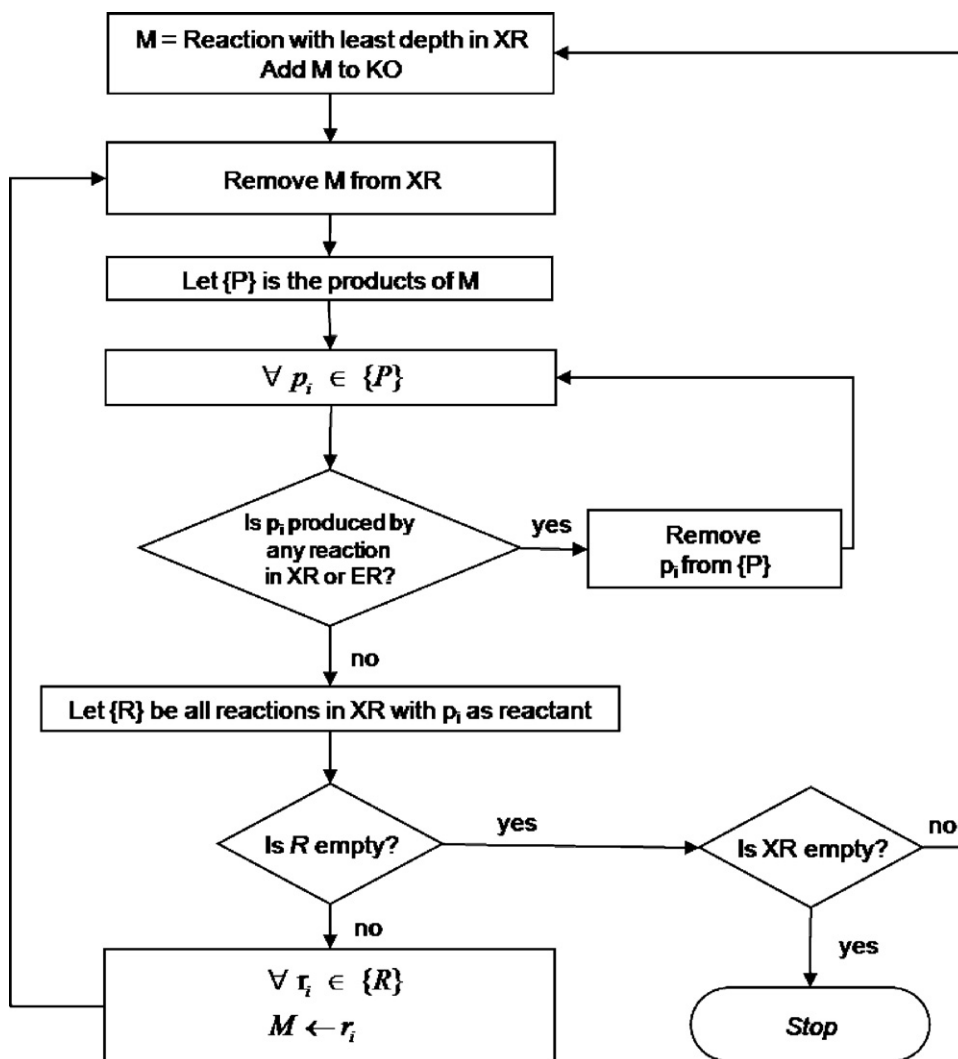 M = Reaction with least depth in XR
Add M to KO
Remove M from XR
Let {P} is the products of M
∀ pᵢ ∈ {P}
Is pᵢ produced by
any reaction
in XR or ER?
yes
Remove
pᵢ from {P}
no
Let {R} be all reactions in XR with pᵢ as reactant
Is R empty?
yes
Is XR empty?
no
no
yes
∀ rᵢ ∈ {R}
M ← rᵢ
Stop